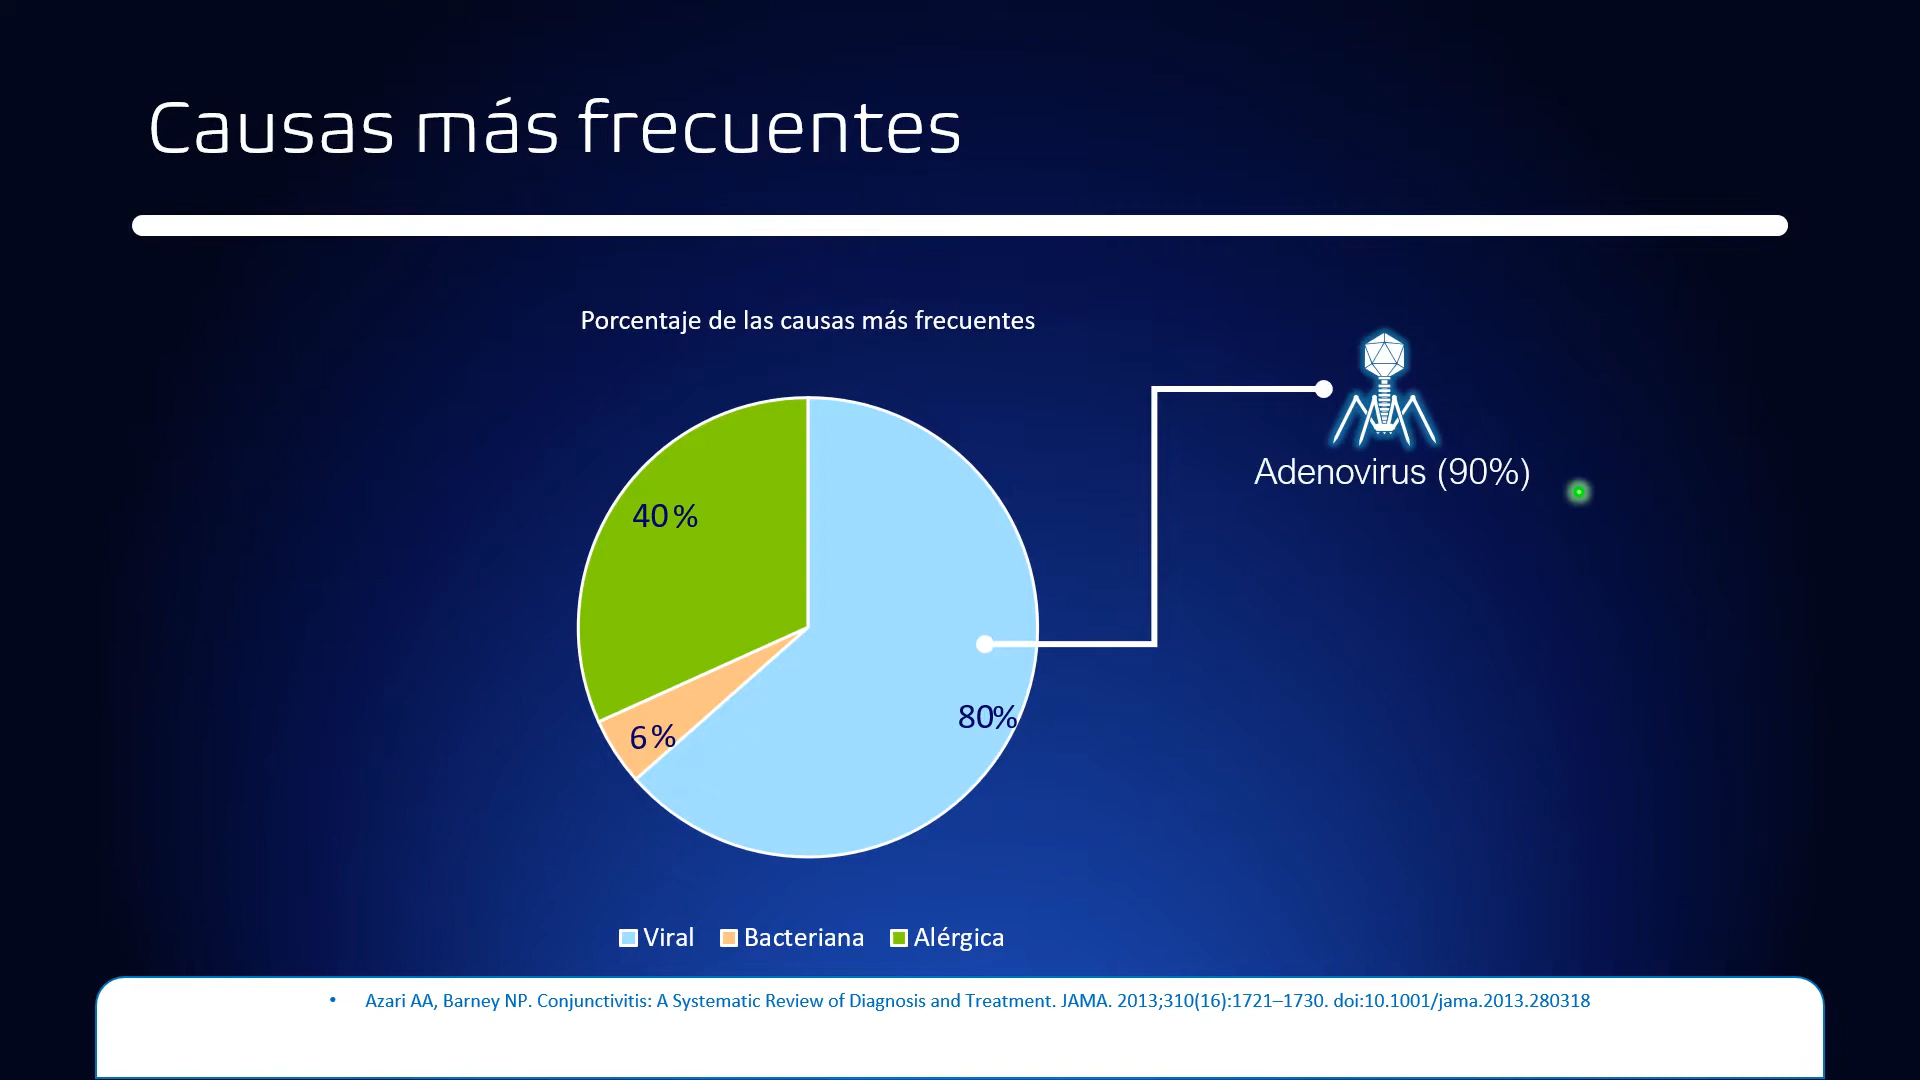 Causas más frecuentes
Porcentaje de las causas más frecuentes
Adenovirus (90%)
40%
80%
6%
Viral Bacteriana Alérgica
• Azari AA, Barney NP. Conjunctivitis: A Systematic Review of Diagnosis and Treatment. JAMA. 2013;310(16):1721–1730. doi:10.1001/jama.2013.280318